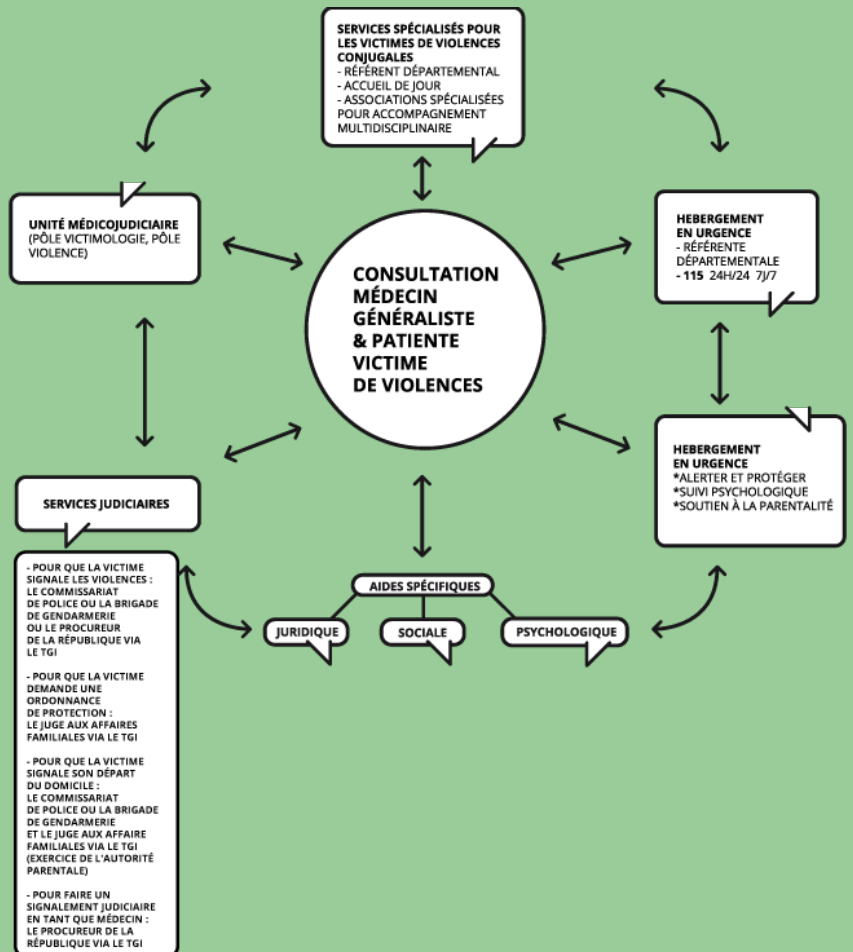 SERVICES SPÉCIALISÉS POUR
LES VICTIMES DE VIOLENCES
CONJUGALES
- RÉFÉRENT DÉPARTEMENTAL
- ACCUEIL DE JOUR
- ASSOCIATIONS SPÉCIALISÉES
POUR ACCOMPAGNEMENT
MULTIDISCIPLINAIRE
UNITÉ MÉDICOJUDICIAIRE
(PÔLE VICTIMOLOGIE, PÔLE
VIOLENCE)
HEBERGEMENT
EN URGENCE
- RÉFÉRENTE
DÉPARTEMENTALE
- 115 24H/24 7J/7
CONSULTATION
MÉDECIN
GÉNÉRALISTE
& PATIENTE
VICTIME
DE VIOLENCES
HEBERGEMENT
EN URGENCE
*ALERTER ET PROTÉGER
*SUIVI PSYCHOLOGIQUE
*SOUTIEN À LA PARENTALITÉ
SERVICES JUDICIAIRES
- POUR QUE LA VICTIME
SIGNALE LES VIOLENCES :
LE COMMISSARIAT
DE POLICE OU LA BRIGADE
DE GENDARMERIE
OU LE PROCUREUR
DE LA RÉPUBLIQUE VIA
LE TGI
- POUR QUE LA VICTIME
DEMANDE UNE
ORDONNANCE
DE PROTECTION :
LE JUGE AUX AFFAIRES
FAMILIALES VIA LE TGI
- POUR QUE LA VICTIME
SIGNALE SON DÉPART
DU DOMICILE :
LE COMMISSARIAT
DE POLICE OU LA BRIGADE
DE GENDARMERIE
ET LE JUGE AUX AFFAIRE
FAMILIALES VIA LE TGI
(EXERCICE DE L'AUTORITÉ
PARENTALE)
- POUR FAIRE UN
SIGNALEMENT JUDICIAIRE
EN TANT QUE MÉDECIN :
LE PROCUREUR DE LA
RÉPUBLIQUE VIA LE TGI
AIDES SPÉCIFIQUES
JURIDIQUE
SOCIALE
PSYCHOLOGIQUE